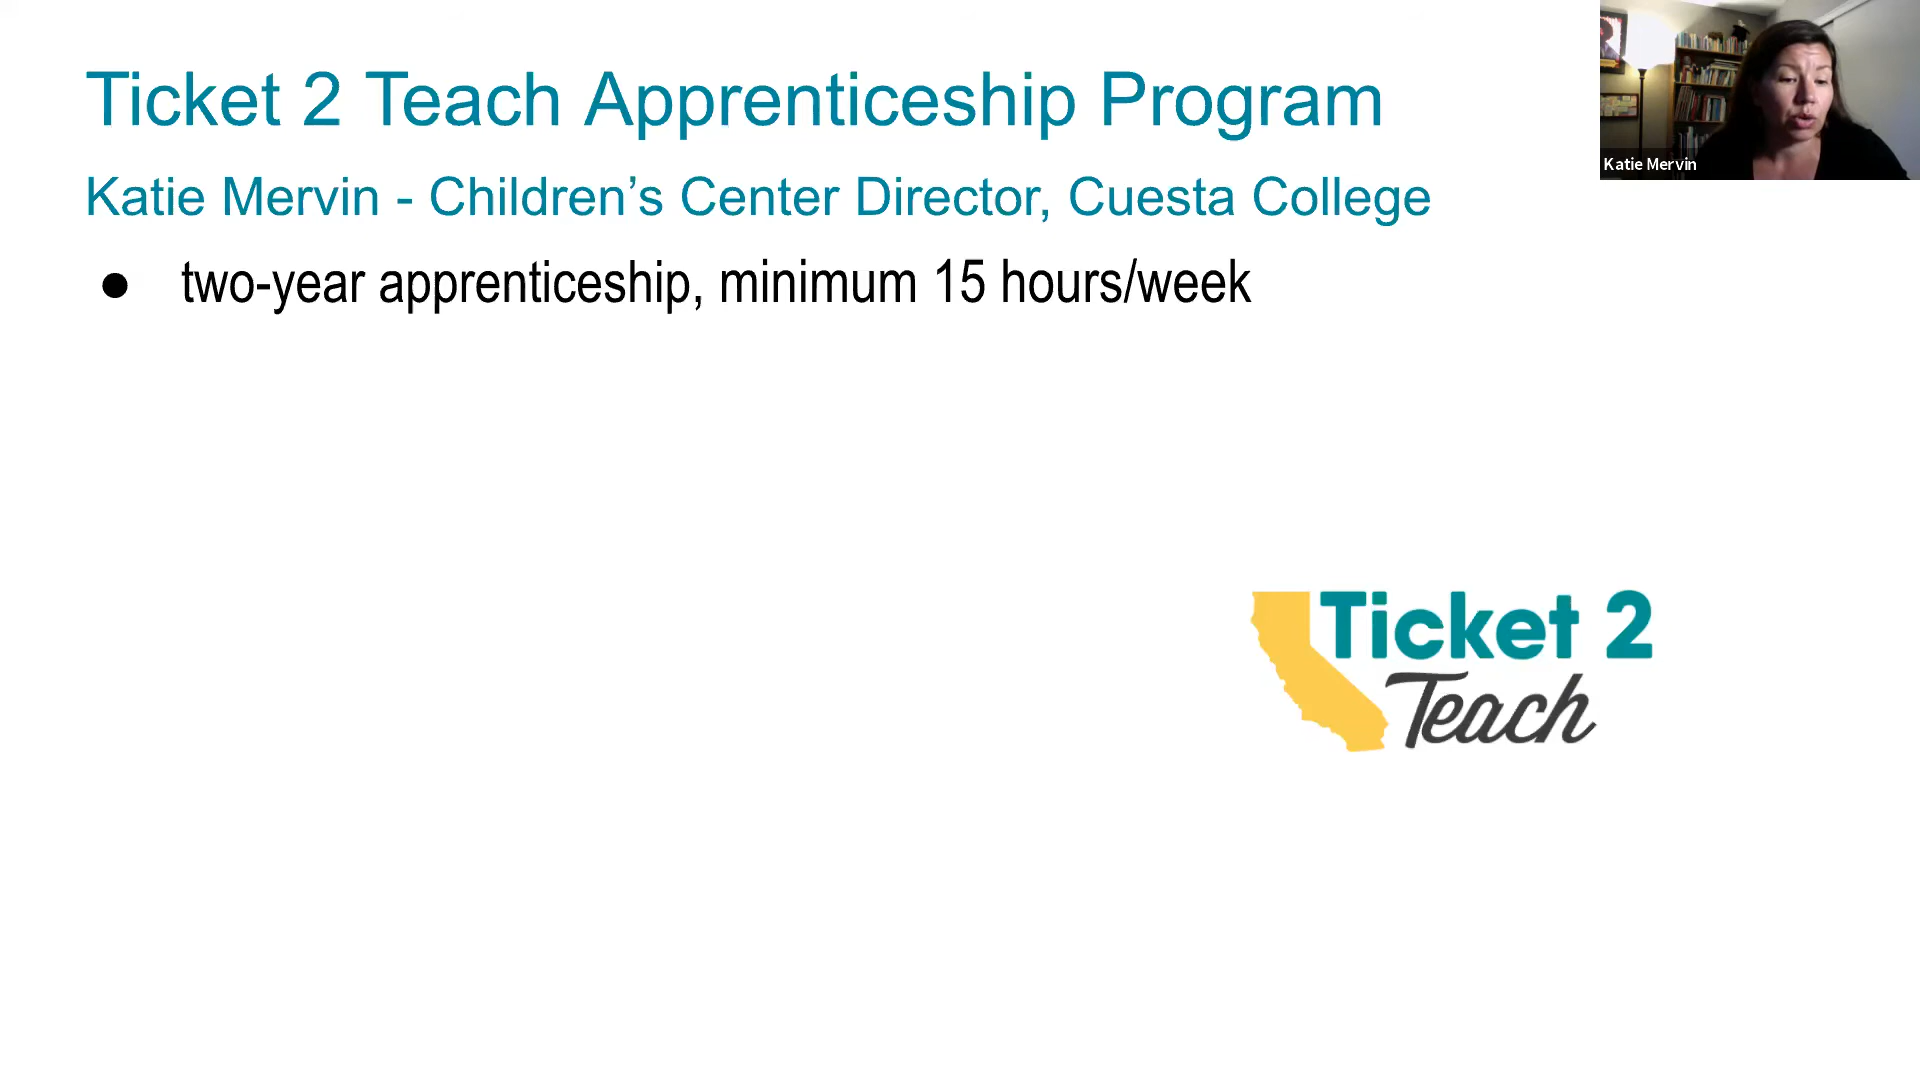 Ticket 2 Teach Apprenticeship Program
Katie Mervin - Children’s Center Director, Cuesta College
● two-year apprenticeship, minimum 15 hours/week
Katie Mervin
Ticket 2
Teach